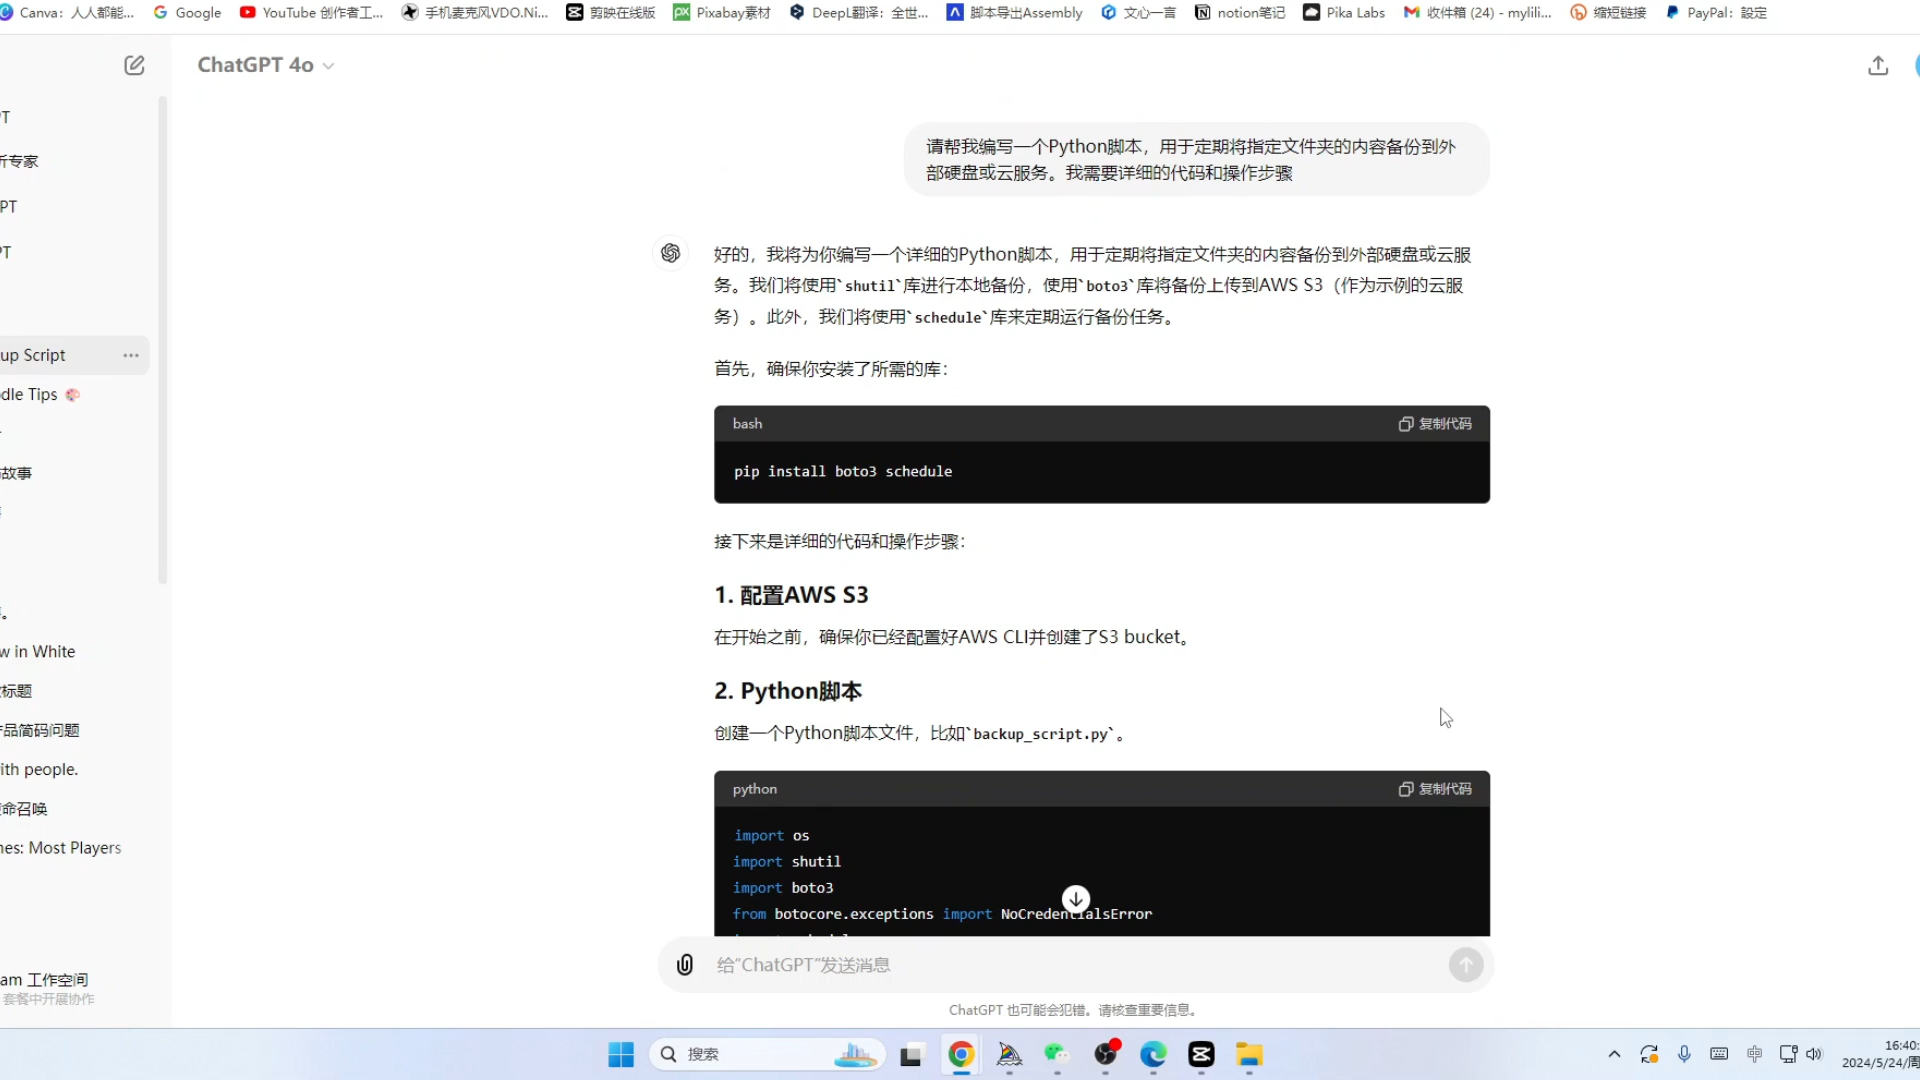 Canva：人人都能... Google YouTube 创作者工... 手机麦克风VDO.Ni... 剪映在线版 Pixabay素材 DeepL翻译：全世... 脚本导出Assembly 文心一言 notion笔记 Pika Labs 收件箱 (24) - mylili... 缩短链接 PayPal：設定
ChatGPT 4o
T
斤专家
PT
T
up Script
dle Tips
故事
w in White
标题
品简码问题
ith people.
命召唤
nes: Most Players
am 工作空间
套餐中开展协作
请帮我编写一个Python脚本，用于定期将指定文件夹的内容备份到外
部硬盘或云服务。我需要详细的代码和操作步骤
好的，我将为你编写一个详细的Python脚本，用于定期将指定文件夹的内容备份到外部硬盘或云服
务。我们将使用`shutil`库进行本地备份，使用`boto3`库将备份上传到AWS S3（作为示例的云服
务）。此外，我们将使用`schedule`库来定期运行备份任务。
首先，确保你安装了所需的库：
bash 复制代码
pip install boto3 schedule
接下来是详细的代码和操作步骤：
1. 配置AWS S3
在开始之前，确保你已经配置好AWS CLI并创建了S3 bucket。
2. Python脚本
创建一个Python脚本文件，比如`backup_script.py`。
python 复制代码
import os
import shutil
import boto3
from botocore.exceptions import NoCredentialsError
给“ChatGPT”发送消息
ChatGPT 也可能会犯错。请核查重要信息。
搜索
中
16:40:
2024/5/24/周